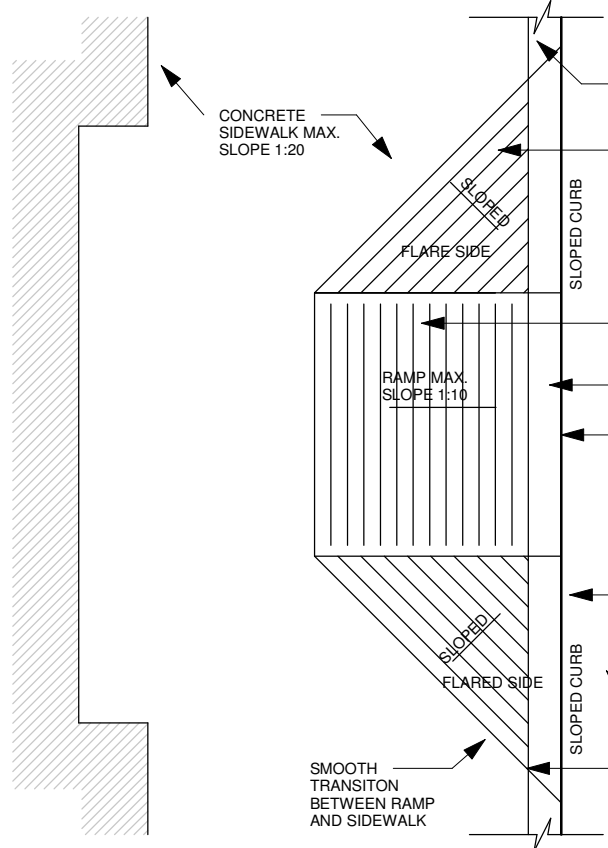 CONCRETE
SIDEWALK MAX.
SLOPE 1:20
SLOPED
FLARE SIDE
SLOPED CURB
RAMP MAX.
SLOPE 1:10
SLOPED
FLARED SIDE
SLOPED CURB
SMOOTH
TRANSITON
BETWEEN RAMP
AND SIDEWALK